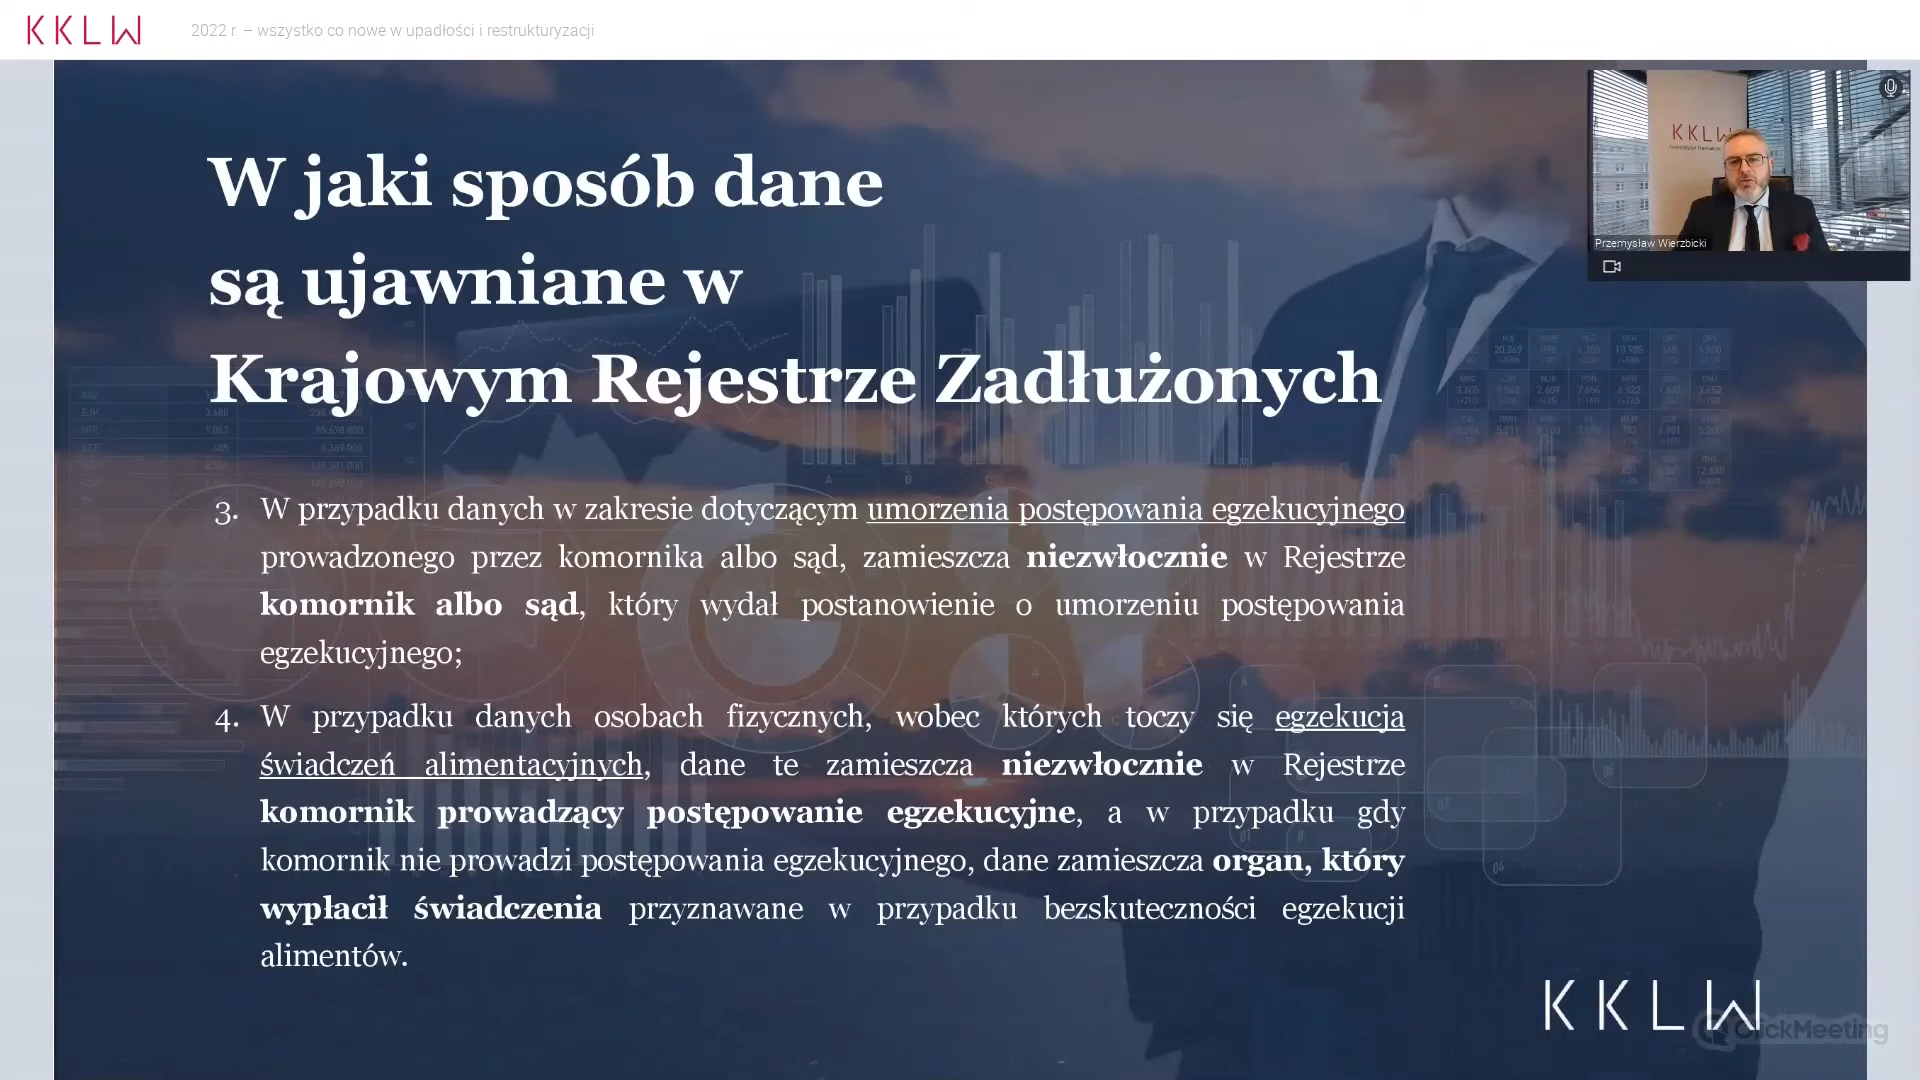 KKLW
2022 r. – wszystko co nowe w upadłości i restrukturyzacji
KKLW
Przemysław Wierzbicki
W jaki sposób dane
są ujawniane w
Krajowym Rejestrze Zadłużonych
3. W przypadku danych w zakresie dotyczącym umorzenia postępowania egzekucyjnego
prowadzonego przez komornika albo sąd, zamieszcza niezwłocznie w Rejestrze
komornik albo sąd, który wydał postanowienie o umorzeniu postępowania
egzekucyjnego;
4. W przypadku danych osobach fizycznych, wobec których toczy się egzekucja
świadczeń alimentacyjnych, dane te zamieszcza niezwłocznie w Rejestrze
komornik prowadzący postępowanie egzekucyjne, a w przypadku gdy
komornik nie prowadzi postępowania egzekucyjnego, dane zamieszcza organ, który
wypłacił świadczenia przyznawane w przypadku bezskuteczności egzekucji
alimentów.
KKLW
ClickMeeting